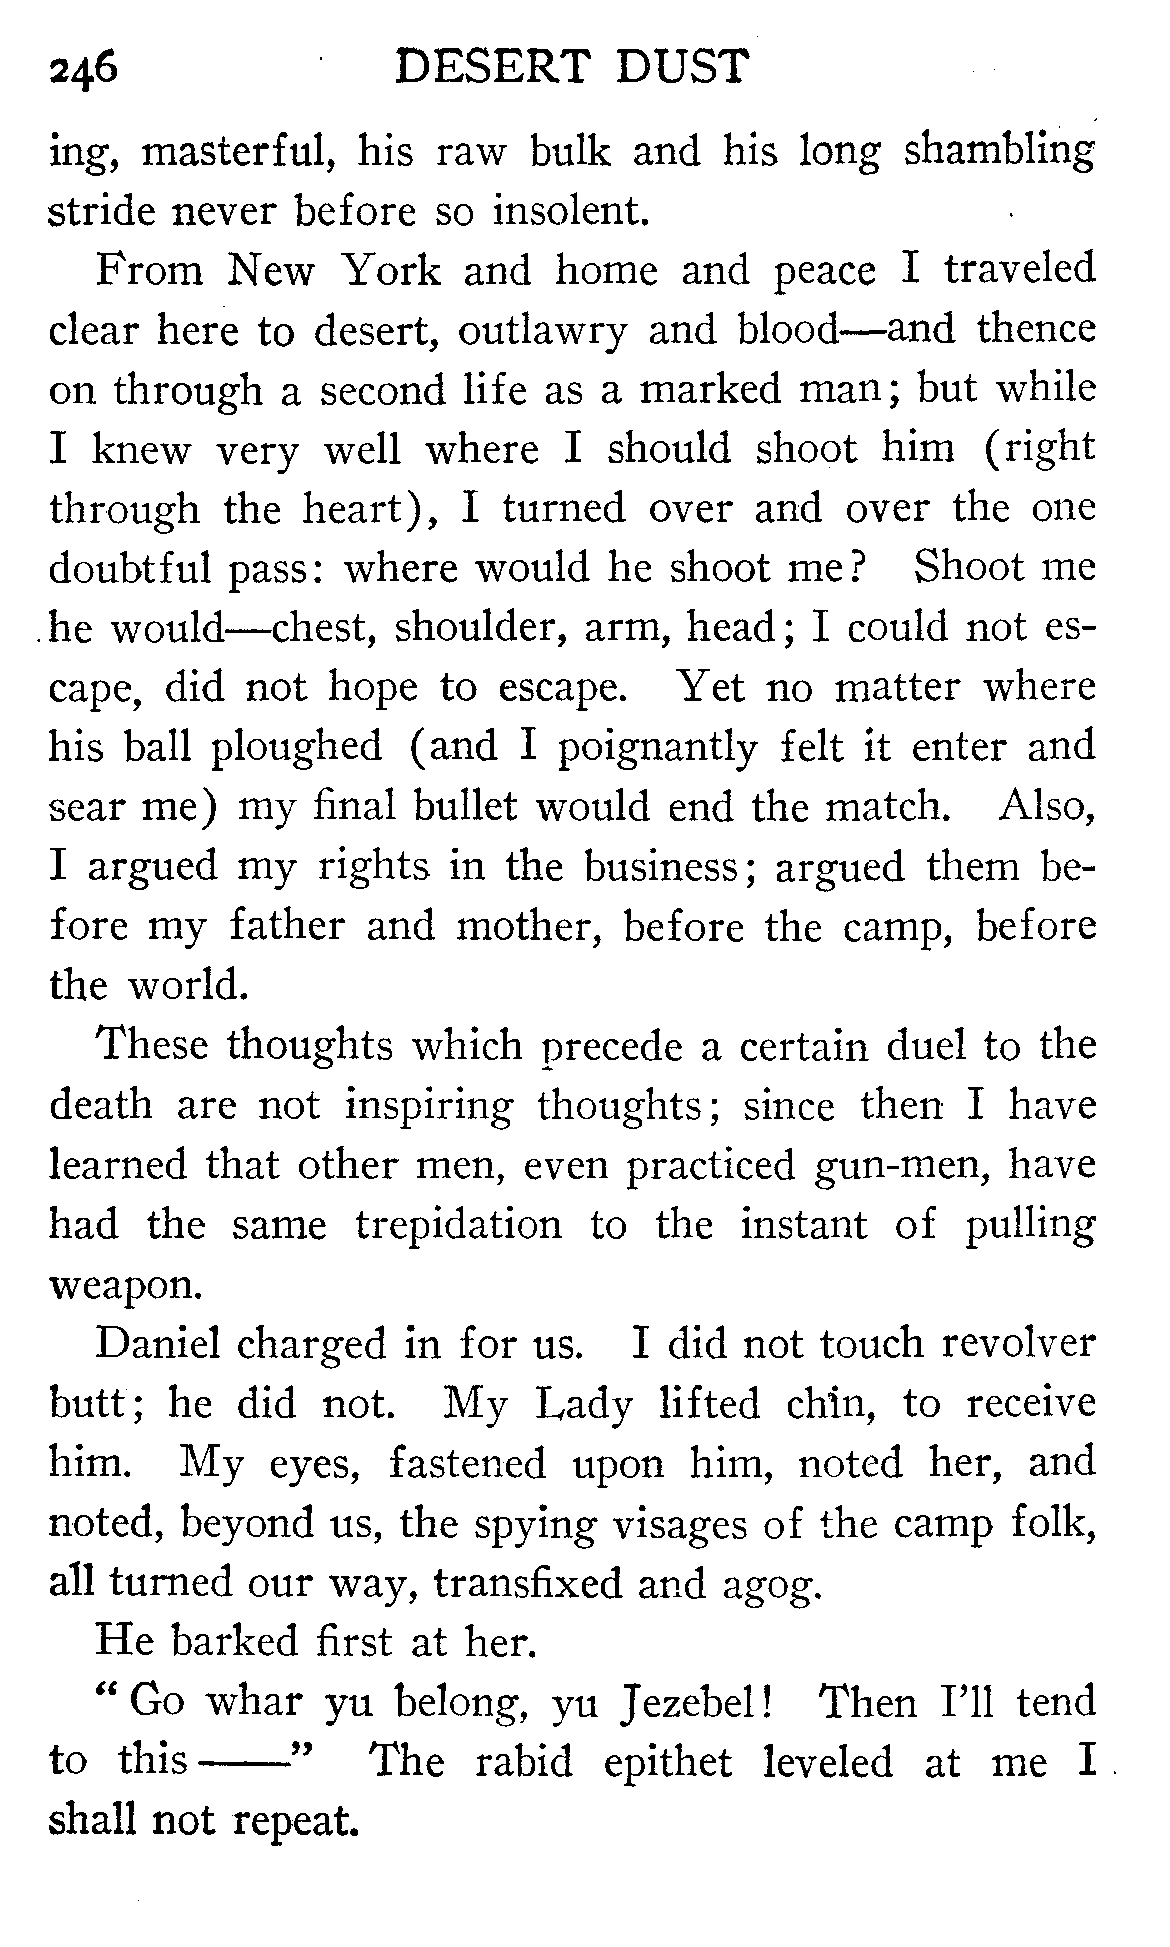 246 DESERT DUST
ing, masterful, his raw bulk and his long shambling
stride never before so insolent.
From New York and home and peace I traveled
clear here to desert, outlawry and blood—and thence
on through a second life as a marked man; but while
I knew very well where I should shoot him (right
through the heart), I turned over and over the one
doubtful pass: where would he shoot me? Shoot me
he would—chest, shoulder, arm, head; I could not es-
cape, did not hope to escape. Yet no matter where
his ball ploughed (and I poignantly felt it enter and
sear me) my final bullet would end the match. Also,
I argued my rights in the business; argued them be-
fore my father and mother, before the camp, before
the world.
These thoughts which precede a certain duel to the
death are not inspiring thoughts; since then I have
learned that other men, even practiced gun-men, have
had the same trepidation to the instant of pulling
weapon.
Daniel charged in for us. I did not touch revolver
butt; he did not. My Lady lifted chin, to receive
him. My eyes, fastened upon him, noted her, and
noted, beyond us, the spying visages of the camp folk,
all turned our way, transfixed and agog.
He barked first at her.
“Go whar yu belong, yu Jezebel! Then I’ll tend
to this——” The rabid epithet leveled at me I
shall not repeat.